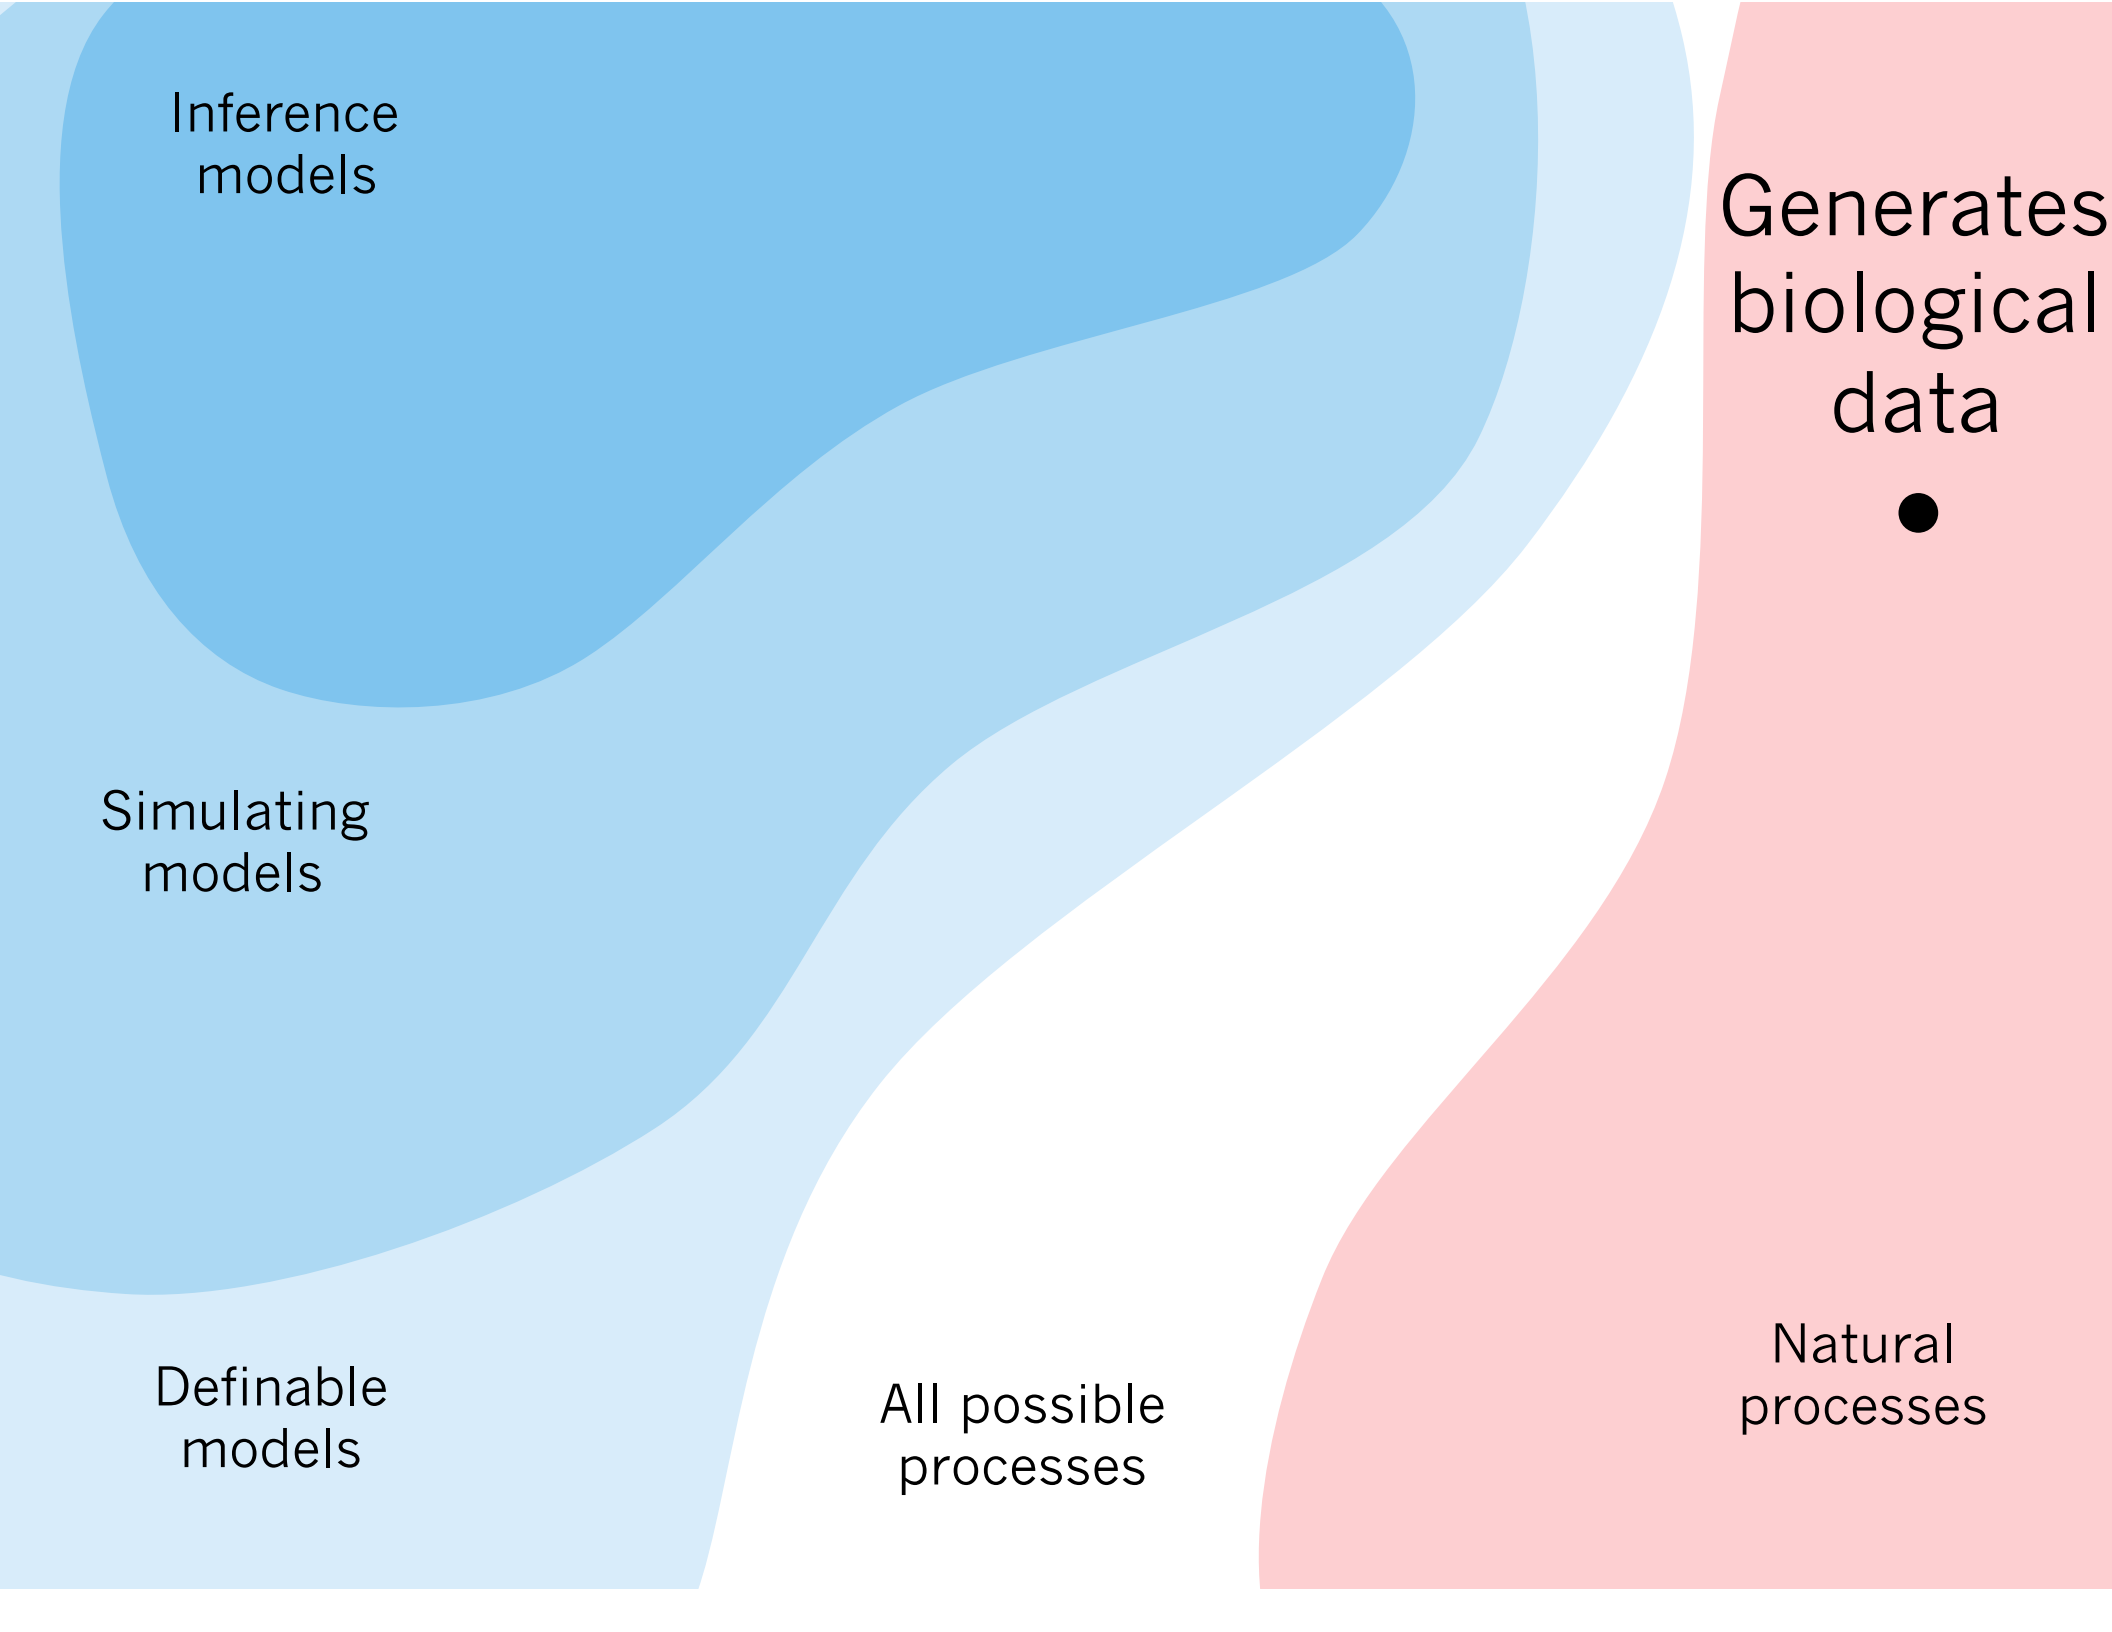 Inference
models
Generates
biological
data
Simulating
models
Definable
models
All possible
processes
Natural
processes